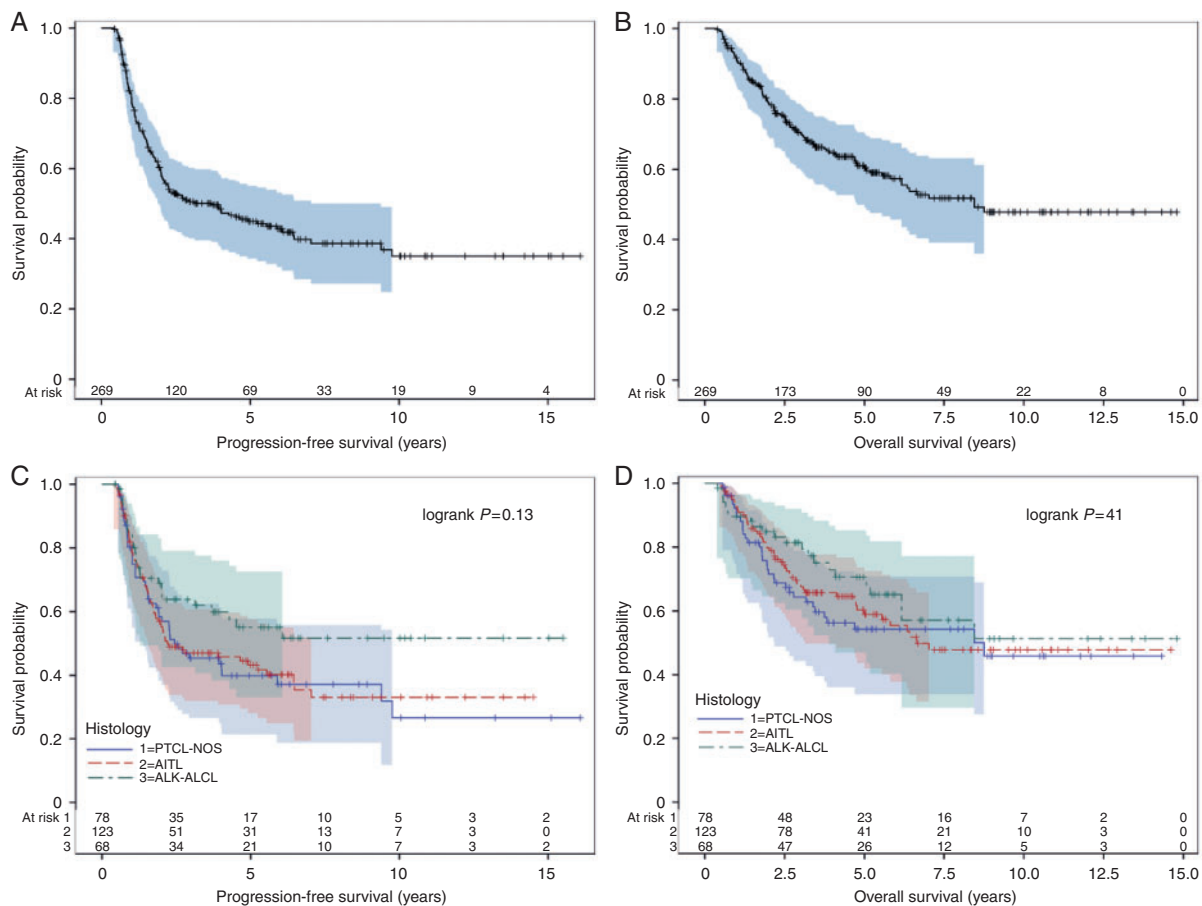 A
1.0
0.8
0.6
0.4
0.2
0
Survival probability
At risk
269 120 69 33 19 9 4
0 5 10 15
Progression-free survival (years)
B
1.0
0.8
0.6
0.4
0.2
0
Survival probability
At risk
269 173 90 49 22 8 0
0 2.5 5.0 7.5 10.0 12.5 15.0
Overall survival (years)
C
logrank P=0.13
1.0
0.8
0.6
0.4
0.2
0
Survival probability
Histology
1=PTCL-NOS
2=AITL
3=ALK-ALCL
At risk 1 78 35 17 10 5 3 2
2 123 51 31 13 7 3 0
3 68 34 21 10 7 3 2
0 5 10 15
Progression-free survival (years)
D
logrank P=41
1.0
0.8
0.6
0.4
0.2
0
Survival probability
Histology
1=PTCL-NOS
2=AITL
3=ALK-ALCL
At risk 1 78 48 23 16 7 2 0
2 123 78 41 21 10 3 0
3 68 47 26 12 5 3 0
0 2.5 5.0 7.5 10.0 12.5 15.0
Overall survival (years)